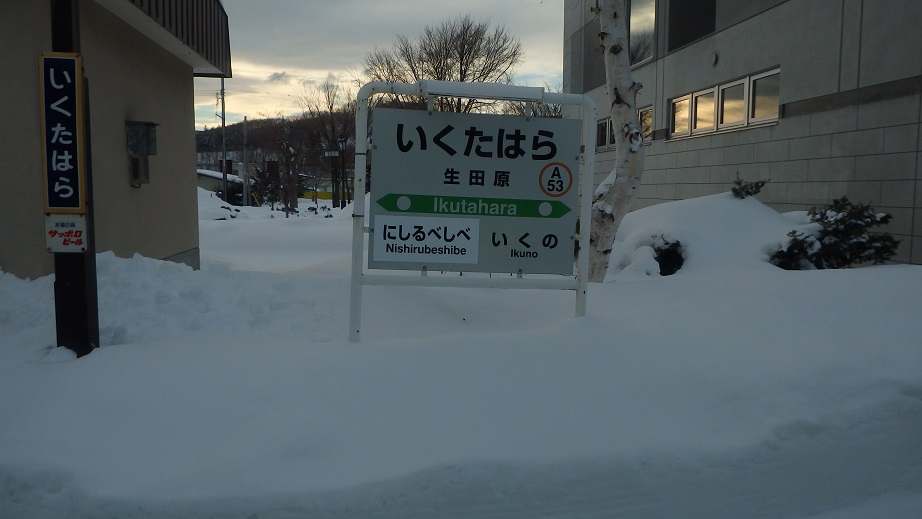 いくたはら
サッポロ
ビール
いくたはら
生田原
A
53
Ikutahara
にしるべしべ
Nishirubeshibe
いくの
Ikuno